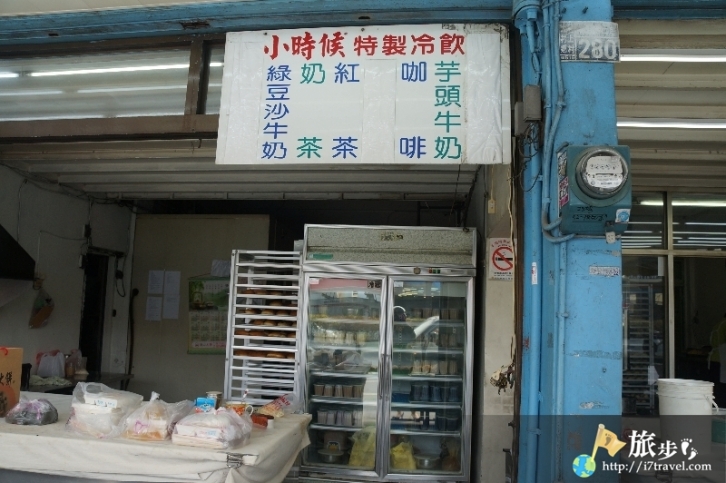 小時候 特製冷飲
芋頭牛奶
咖啡
紅茶
奶茶
綠豆沙牛奶
280
旅步
http://i7travel.com/